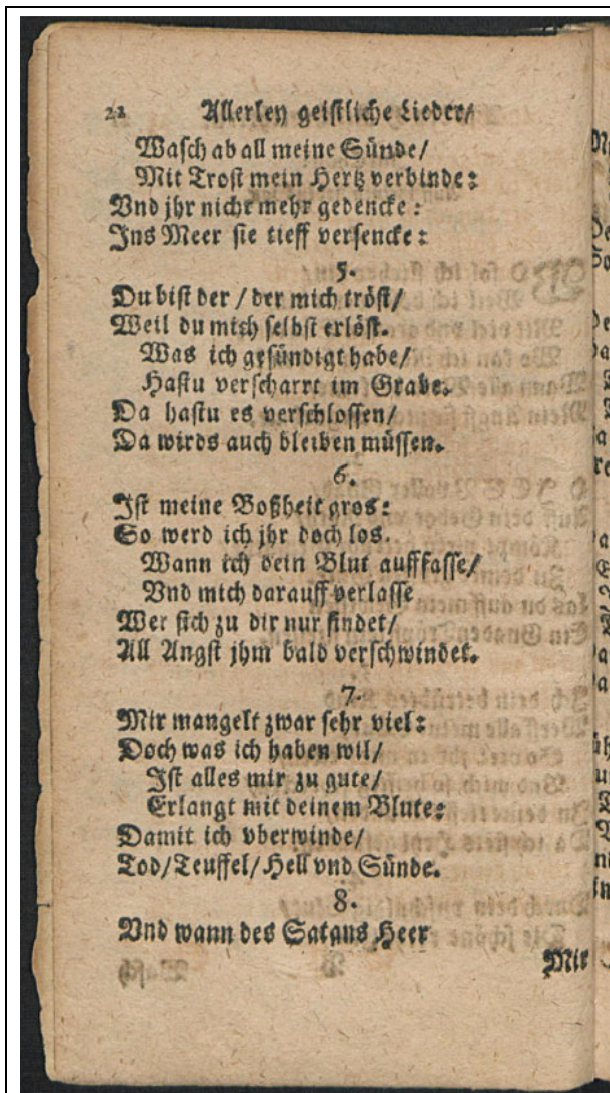 22 Allerley geistliche Lieder/
Wasch ab all meine Sünde/
Mit Trost mein Hertz verbinde:
Vnd jhr nicht mehr gedencke:
Ins Meer sie tieff versencke:
5.
Du bist der / der mich tröst/
Weil du mich selbst erlöst.
Was ich gesündigt habe/
Hastu verscharrt im Grabe.
Da hastu es verschlossen/
Da wirds auch bleiben müssen.
6.
Ist meine Boßheit gros:
So werd ich jhr doch los.
Wann ich dein Blut auffasse/
Vnd mich darauff verlasse
Wer sich zu dir nur findet/
All Angst jhm bald verschwindet.
7.
Mir mangelt zwar sehr viel:
Doch was ich haben wil/
Ist alles mir zu gute/
Erlangt mit deinem Blute:
Damit ich vberwinde/
Tod/Teuffel/Hell vnd Sünde.
8.
Vnd wann des Satans Heer
Mir